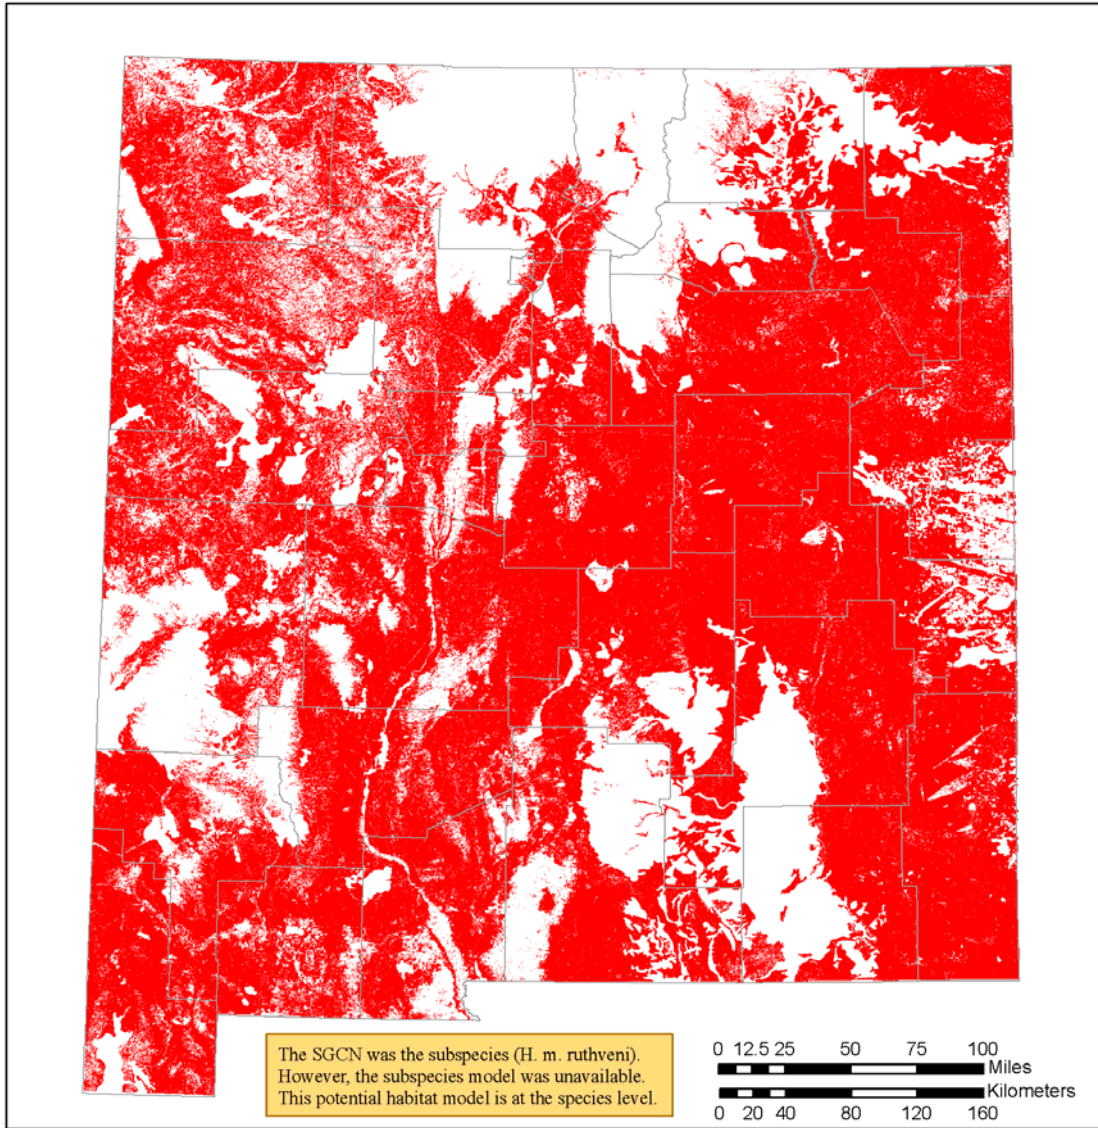 The SGCN was the subspecies (H. m. ruthveni).
However, the subspecies model was unavailable.
This potential habitat model is at the species level.
0 12.5 25 50 75 100
Miles
Kilometers
0 20 40 80 120 160